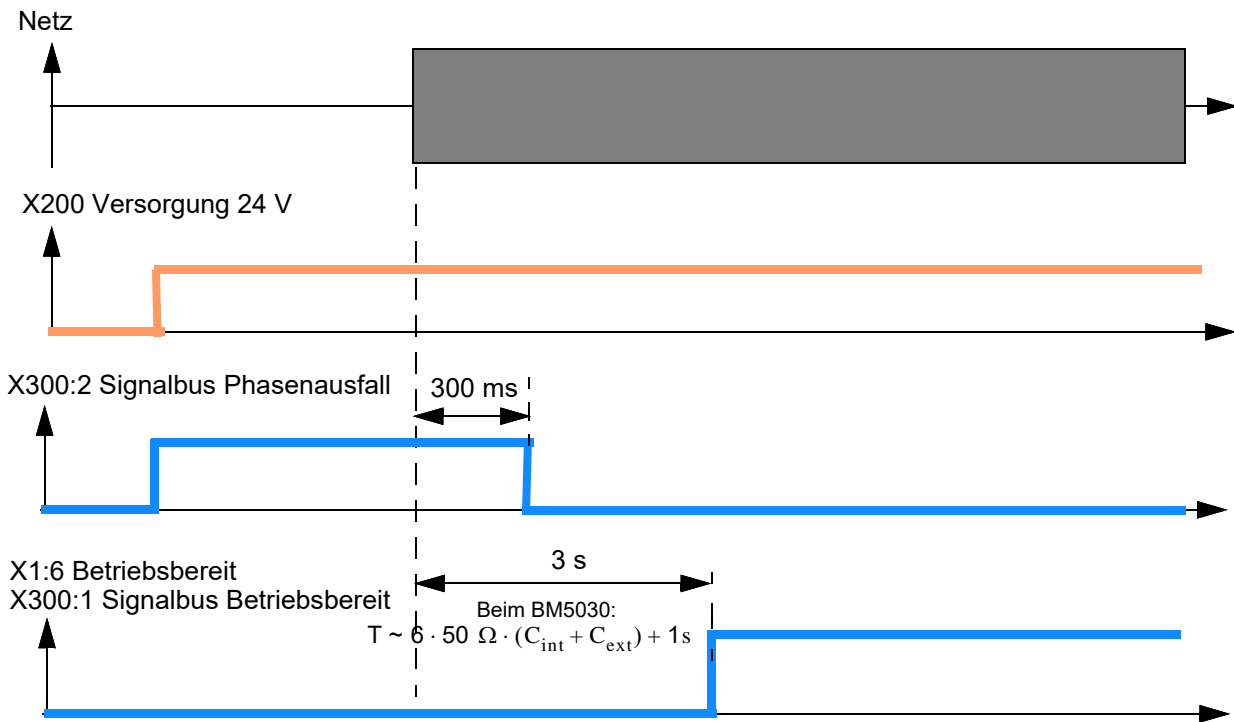 Netz
X200 Versorgung 24 V
X300:2 Signalbus Phasenausfall
300 ms
X1:6 Betriebsbereit
X300:1 Signalbus Betriebsbereit
3 s
Beim BM5030:
T ~ 6 · 50 Ω · (C_int + C_ext) + 1s